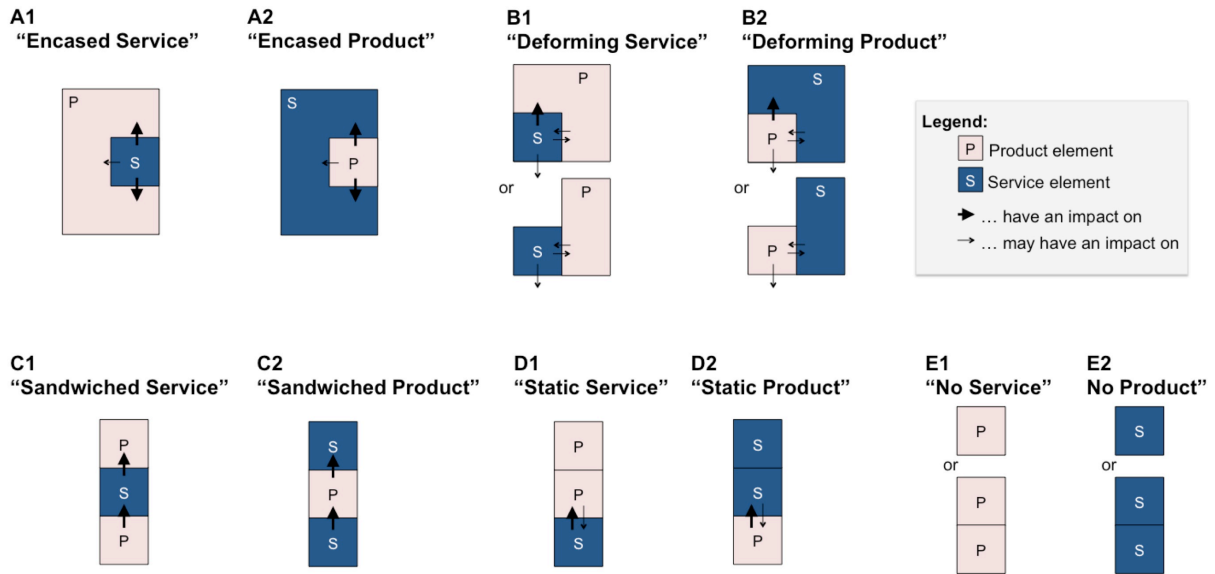 A1
“Encased Service”
P
S
A2
“Encased Product”
S
P
B1
“Deforming Service”
P
S
or
P
S
B2
“Deforming Product”
S
P
or
S
P
Legend:
P Product element
S Service element
… have an impact on
… may have an impact on
C1
“Sandwiched Service”
P
S
P
C2
“Sandwiched Product”
S
P
S
D1
“Static Service”
P
P
S
D2
“Static Product”
S
S
P
E1
“No Service”
P
or
P
P
E2
No Product”
S
or
S
S